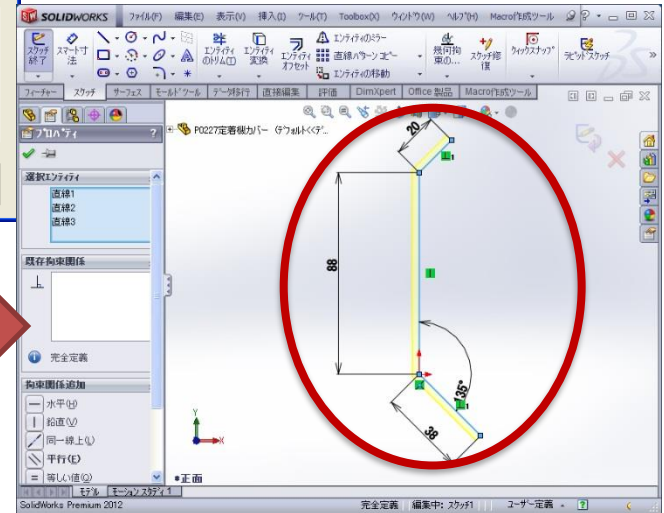 SOLIDWORKS
ファイル(F) 編集(E) 表示(V) 挿入(I) ツール(T) Toolbox(X) ウィンドウ(W) ヘルプ(H) Macro作成ツール
スケッチ終了
スマート寸法
エンティティのトリム(T)
エンティティ変換
エンティティオフセット
エンティティのミラー
直線パターン コピー
エンティティの移動
幾何拘束の...
スケッチ修復
クイックスナップ
ラピッドスケッチ
フィーチャー スケッチ サーフェス モールドツール データ移行 直接編集 評価 DimXpert Office 製品 Macro作成ツール
プロパティ ?
P0227定着機カバー (デフォルト<<デ...
選択エンティティ
直線1
直線2
直線3
既存拘束関係
完全定義
拘束関係追加
水平(H)
鉛直(V)
同一線上(L)
平行(E)
等しい値(Q)
20
88
135°
38
Y
X
*正面
モデル モーション スタディ 1
SolidWorks Premium 2012
完全定義 編集中: スケッチ1 ユーザー定義